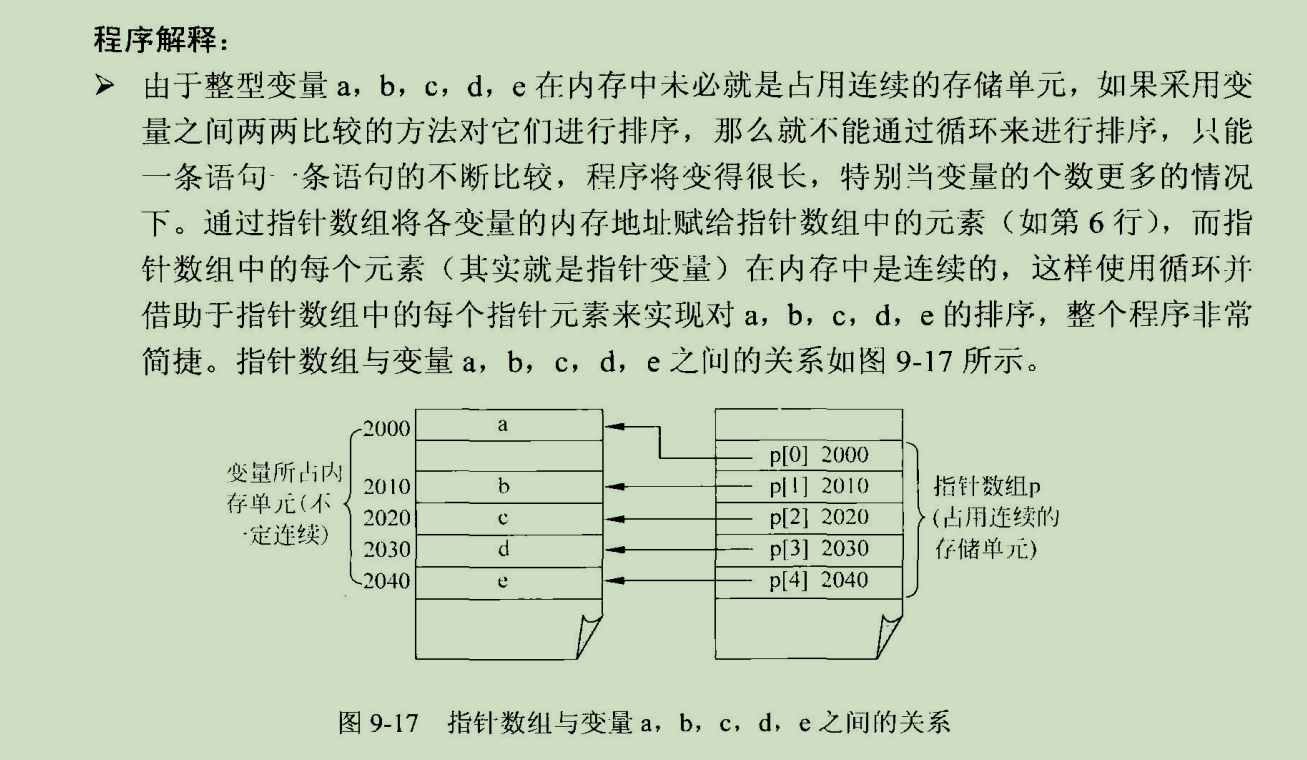 程序解释：
➢ 由于整型变量 a，b，c，d，e 在内存中未必就是占用连续的存储单元，如果采用变
量之间两两比较的方法对它们进行排序，那么就不能通过循环来进行排序，只能
一条语句一条语句的不断比较，程序将变得很长，特别当变量的个数更多的情况
下。通过指针数组将各变量的内存地址赋给指针数组中的元素（如第 6 行），而指
针数组中的每个元素（其实就是指针变量）在内存中是连续的，这样使用循环并
借助于指针数组中的每个指针元素来实现对 a，b，c，d，e 的排序，整个程序非常
简捷。指针数组与变量 a，b，c，d，e 之间的关系如图 9-17 所示。
变量所占内
存单元(不
一定连续)
2000
2010
2020
2030
2040
a
b
c
d
e
p[0] 2000
p[1] 2010
p[2] 2020
p[3] 2030
p[4] 2040
指针数组p
(占用连续的
存储单元)
图 9-17 指针数组与变量 a，b，c，d，e 之间的关系